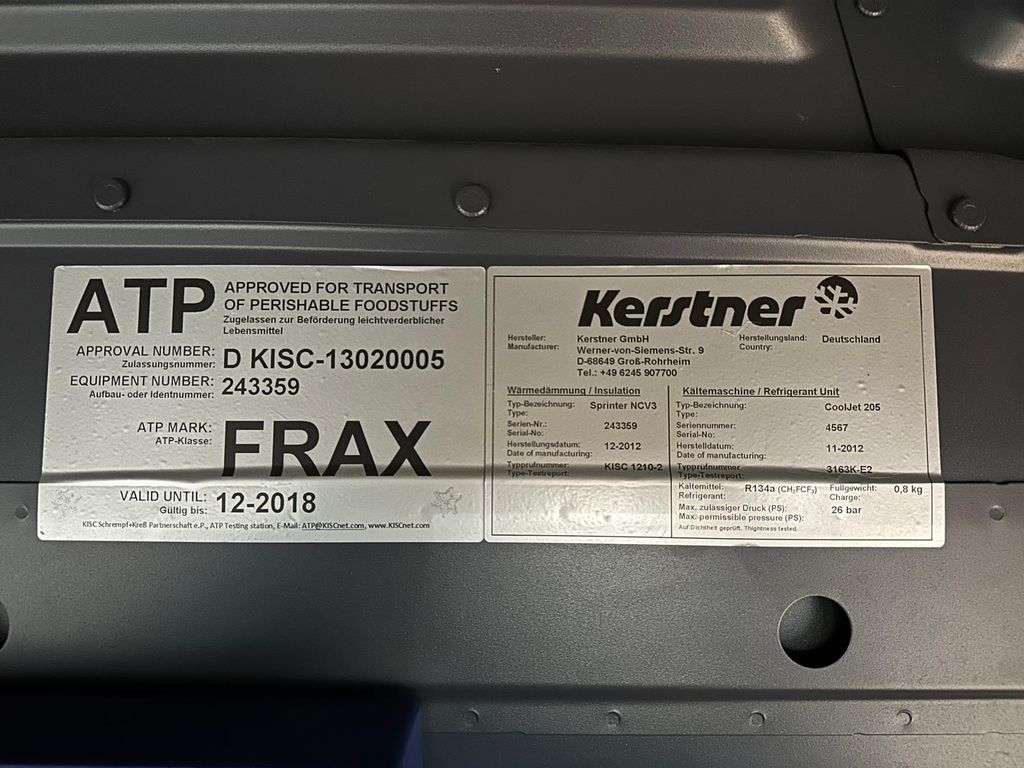 ATP
APPROVED FOR TRANSPORT
OF PERISHABLE FOODSTUFFS
Zugelassen zur Beförderung leichtverderblicher
Lebensmittel
APPROVAL NUMBER: D KISC-13020005
Zulassungsnummer:
EQUIPMENT NUMBER: 243359
Aufbau- oder Identnummer:
ATP MARK: FRAX
ATP-Klasse:
VALID UNTIL: 12-2018
Gültig bis:
KISC Schrempf+Kreß Partnerschaft e.P., ATP Testing station, E-Mail: ATP@KISCnet.com, www.KISCnet.com
Kerstner
Hersteller: Kerstner GmbH Herstellungsland: Deutschland
Manufacturer: Werner-von-Siemens-Str. 9 Country:
D-68649 Groß-Rohrheim
Tel.: +49 6245 907700
Wärmedämmung / Insulation
Typ-Bezeichnung: Sprinter NCV3
Type:
Serien-Nr.: 243359
Serial-No:
Herstellungsdatum: 12-2012
Date of manufacturing:
Typprüfnummer: KISC 1210-2
Type-Testreport:
Kältemaschine / Refrigerant Unit
Typ-Bezeichnung: CoolJet 205
Type:
Seriennummer: 4567
Serial-No:
Herstelldatum: 11-2012
Date of manufacturing:
Typprüfnummer: 3163K-E2
Type-Testreport:
Kältemittel: R134a (CH₂FCF₃) Füllgewicht: 0,8 kg
Refrigerant: Charge:
Max. zulässiger Druck (PS): 26 bar
Max. permissible pressure (PS):
Auf Dichtheit geprüft. Thightness tested.